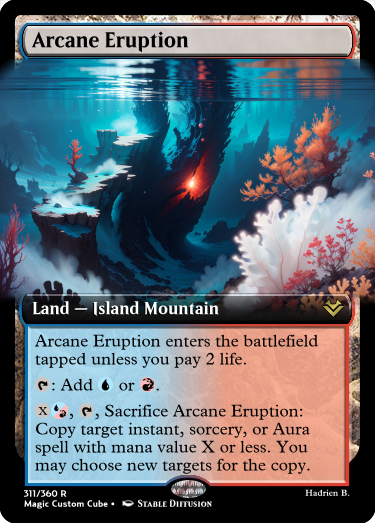 Arcane Eruption
Land — Island Mountain
Arcane Eruption enters the battlefield
tapped unless you pay 2 life.
: Add or .
X , , Sacrifice Arcane Eruption:
Copy target instant, sorcery, or Aura
spell with mana value X or less. You
may choose new targets for the copy.
311/360 R
Hadrien B.
Magic Custom Cube • Stable Diffusion